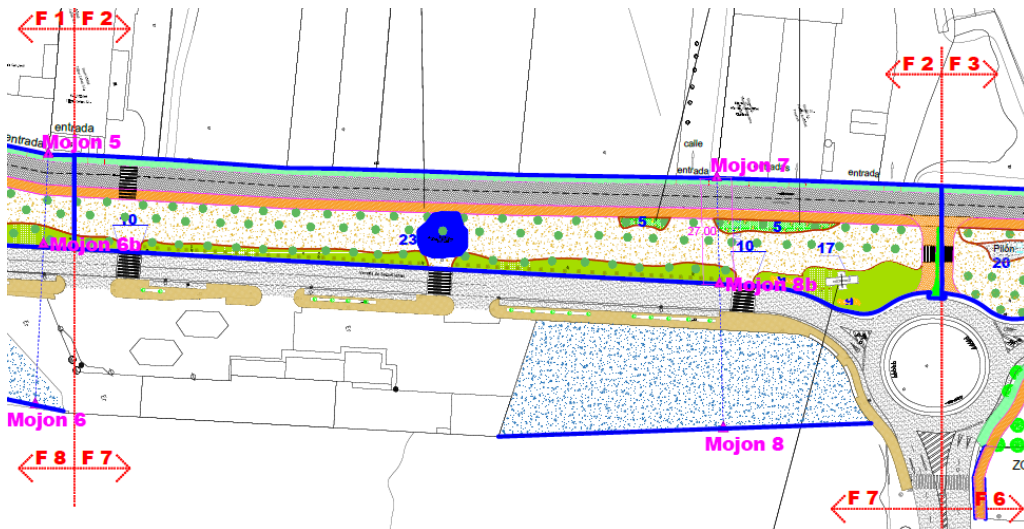 F 1 F 2
F 2 F 3
entrada
entrada
Mojon 5
calle
entrada
Mojon 7
entrada
10
23
5
5
27.00
10
17
Pilón
20
Mojon 6b
Mojon 8b
Mojon 6
Mojon 8
F 8 F 7
ZO
F 7 F 6